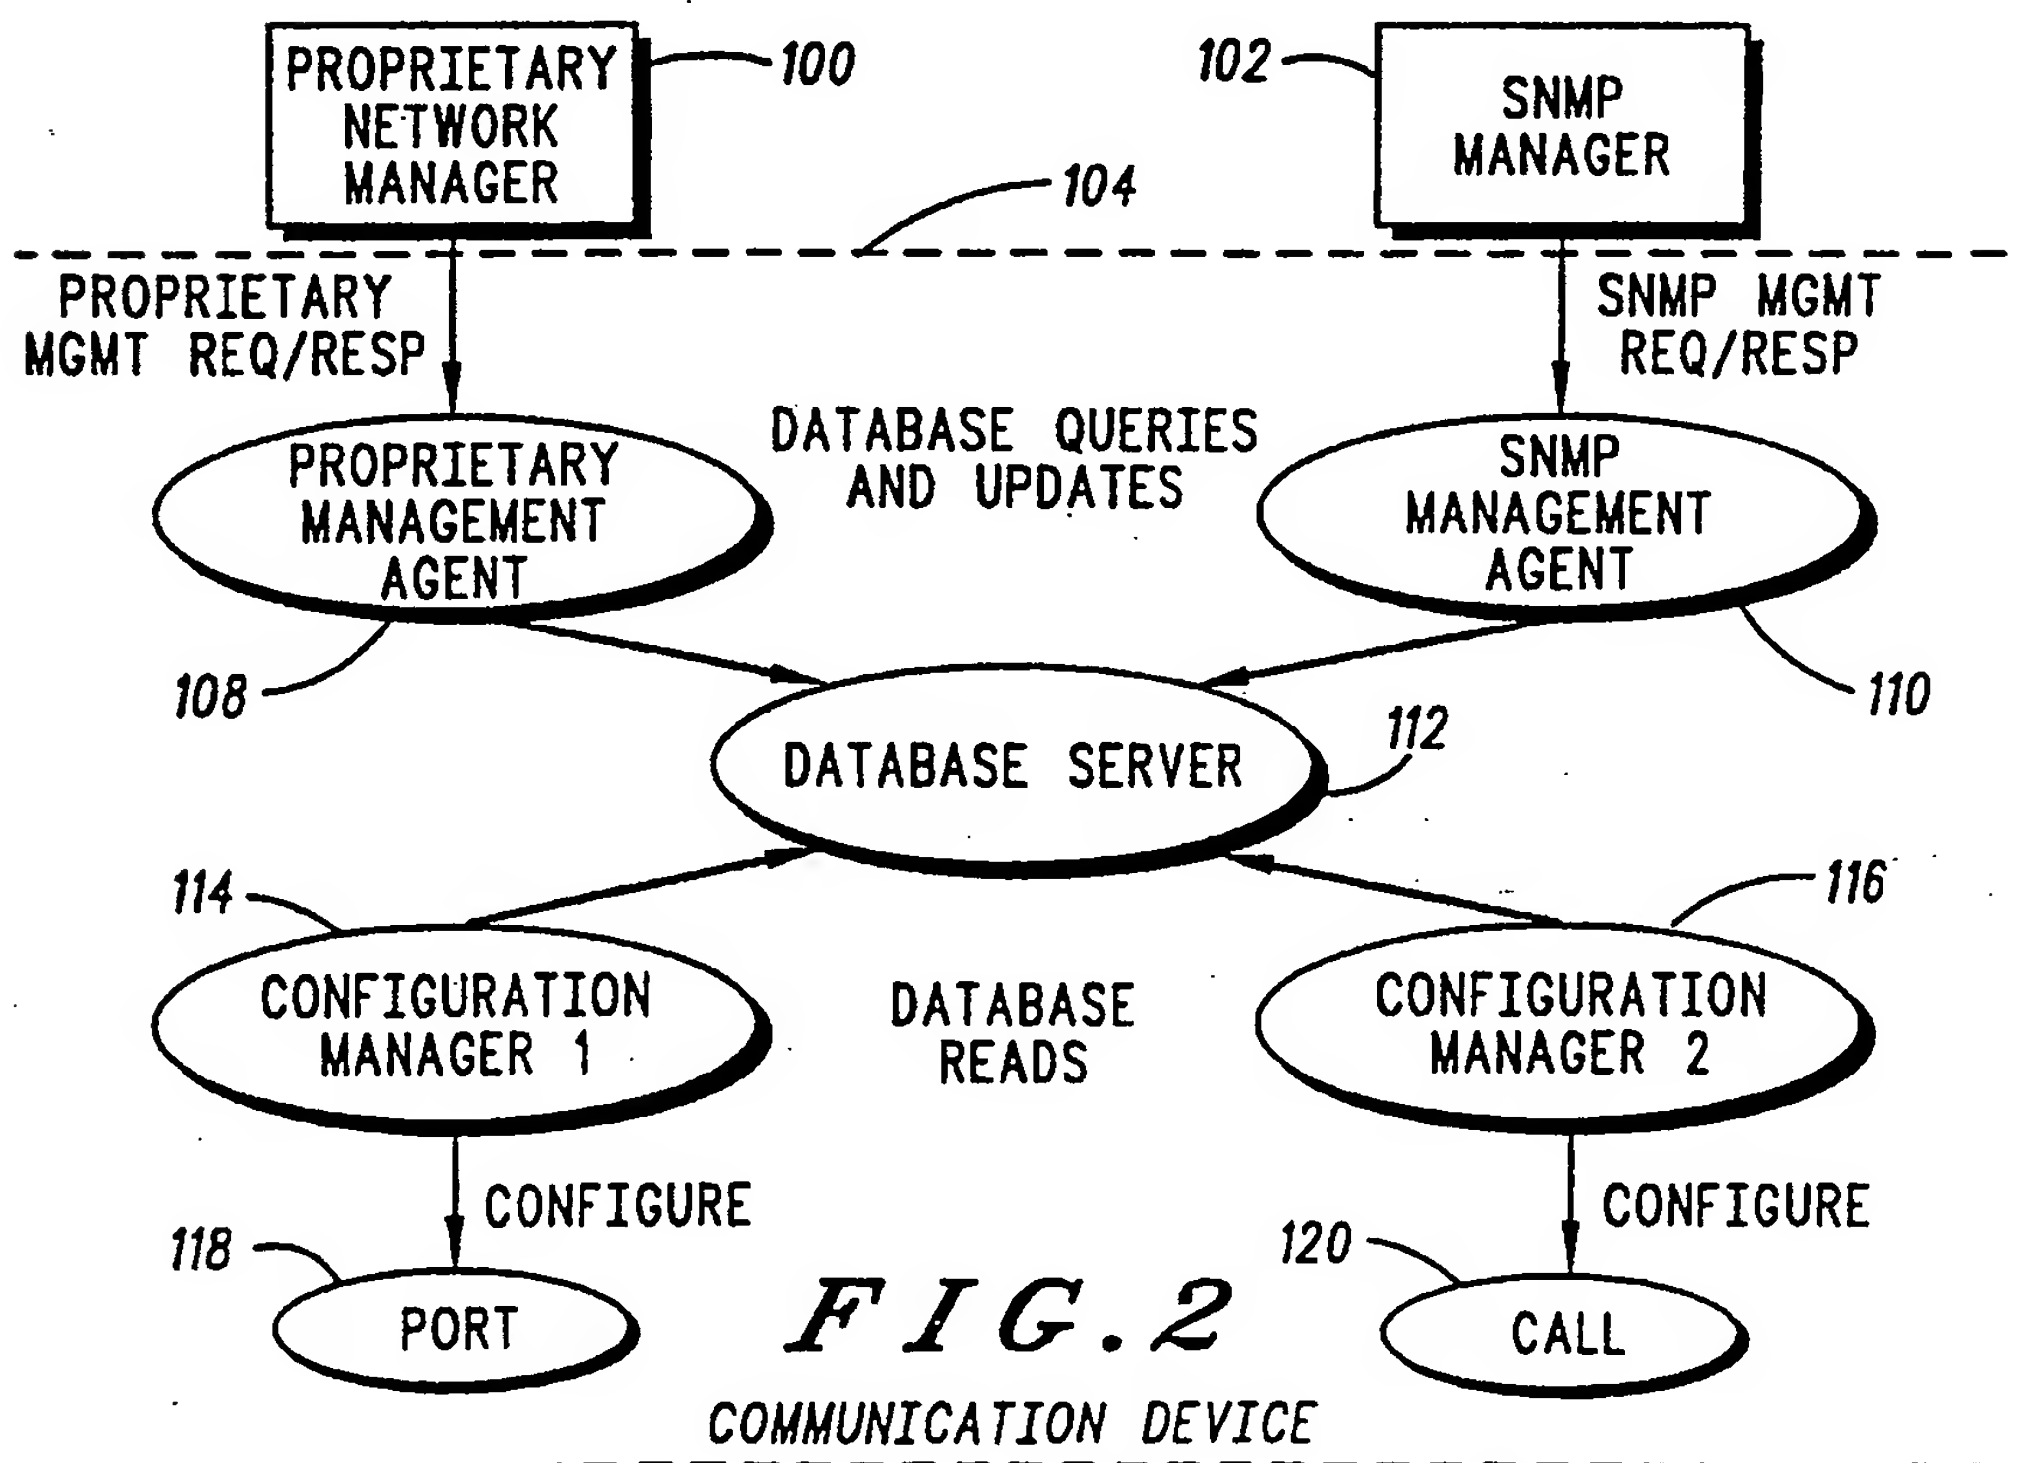 PROPRIETARY
NETWORK
MANAGER
100
102
SNMP
MANAGER
104
PROPRIETARY
MGMT REQ/RESP
SNMP MGMT
REQ/RESP
DATABASE QUERIES
AND UPDATES
PROPRIETARY
MANAGEMENT
AGENT
SNMP
MANAGEMENT
AGENT
108
110
DATABASE SERVER
112
114
116
CONFIGURATION
MANAGER 1
DATABASE
READS
CONFIGURATION
MANAGER 2
CONFIGURE
CONFIGURE
118
120
PORT
CALL
FIG.2
COMMUNICATION DEVICE